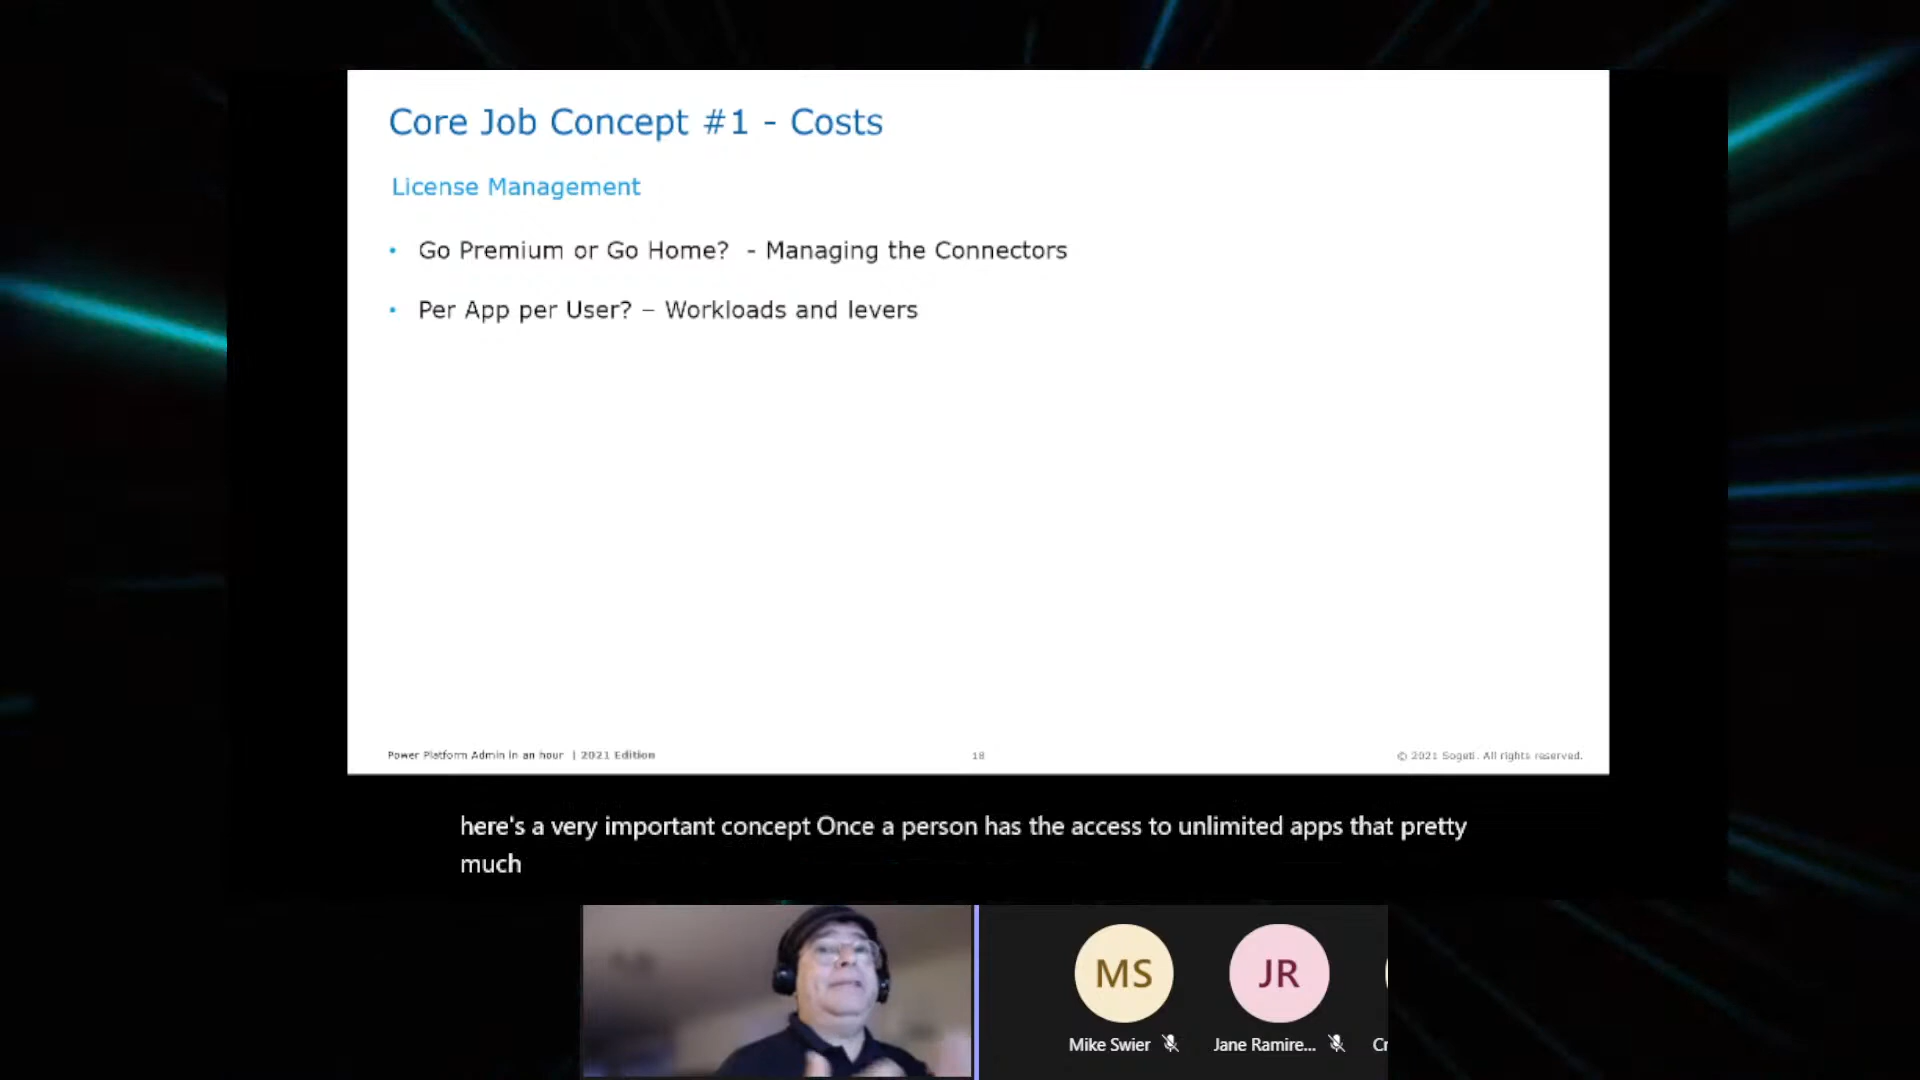 Core Job Concept #1 - Costs
License Management
• Go Premium or Go Home?  - Managing the Connectors
• Per App per User? – Workloads and levers
Power Platform Admin in an hour | 2021 Edition
18
© 2021 Sogeti. All rights reserved.
here's a very important concept Once a person has the access to unlimited apps that pretty
much
MS
JR
Mike Swier
Jane Ramire...
Cr